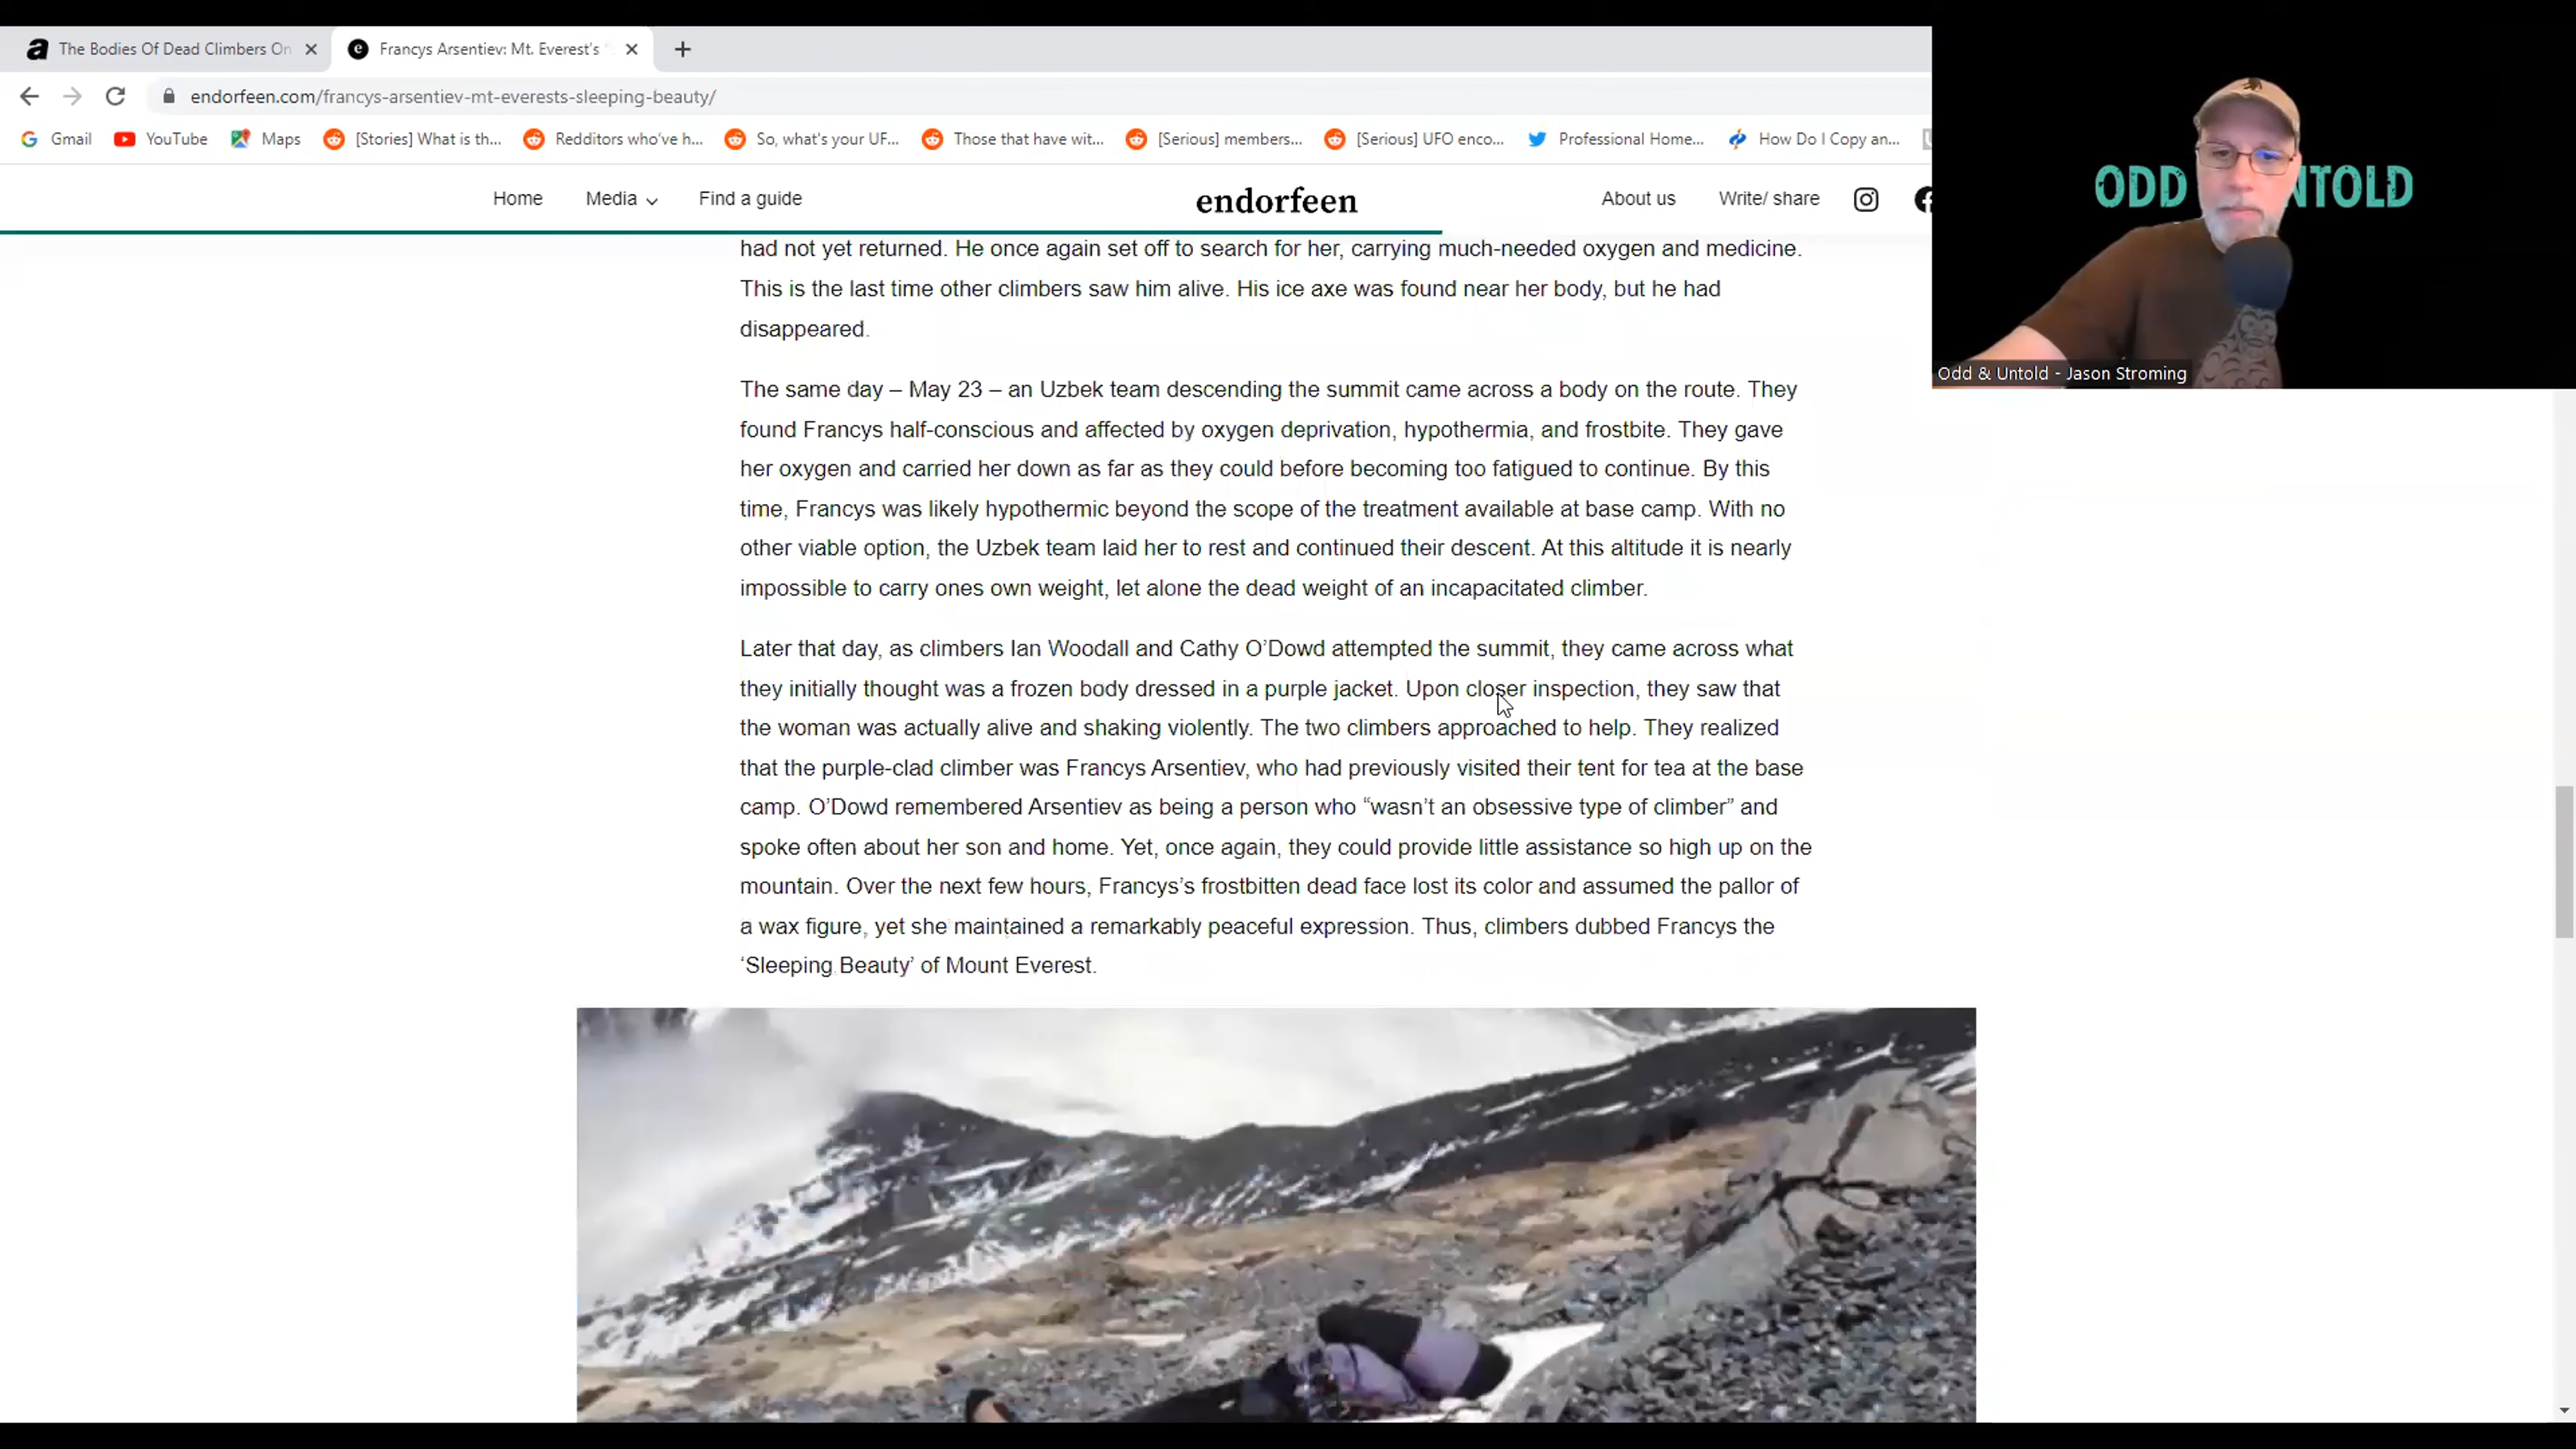 The Bodies Of Dead Climbers On
Francys Arsentiev: Mt. Everest's
endorfeen.com/francys-arsentiev-mt-everests-sleeping-beauty/
Gmail YouTube Maps [Stories] What is th... Redditors who've h... So, what's your UF... Those that have wit... [Serious] members... [Serious] UFO enco... Professional Home... How Do I Copy an...
Home Media Find a guide endorfeen About us Write/ share
ODD NTOLD
Odd & Untold - Jason Stroming
had not yet returned. He once again set off to search for her, carrying much-needed oxygen and medicine.
This is the last time other climbers saw him alive. His ice axe was found near her body, but he had
disappeared.
The same day – May 23 – an Uzbek team descending the summit came across a body on the route. They
found Francys half-conscious and affected by oxygen deprivation, hypothermia, and frostbite. They gave
her oxygen and carried her down as far as they could before becoming too fatigued to continue. By this
time, Francys was likely hypothermic beyond the scope of the treatment available at base camp. With no
other viable option, the Uzbek team laid her to rest and continued their descent. At this altitude it is nearly
impossible to carry ones own weight, let alone the dead weight of an incapacitated climber.
Later that day, as climbers Ian Woodall and Cathy O’Dowd attempted the summit, they came across what
they initially thought was a frozen body dressed in a purple jacket. Upon closer inspection, they saw that
the woman was actually alive and shaking violently. The two climbers approached to help. They realized
that the purple-clad climber was Francys Arsentiev, who had previously visited their tent for tea at the base
camp. O’Dowd remembered Arsentiev as being a person who “wasn’t an obsessive type of climber” and
spoke often about her son and home. Yet, once again, they could provide little assistance so high up on the
mountain. Over the next few hours, Francys’s frostbitten dead face lost its color and assumed the pallor of
a wax figure, yet she maintained a remarkably peaceful expression. Thus, climbers dubbed Francys the
‘Sleeping Beauty’ of Mount Everest.